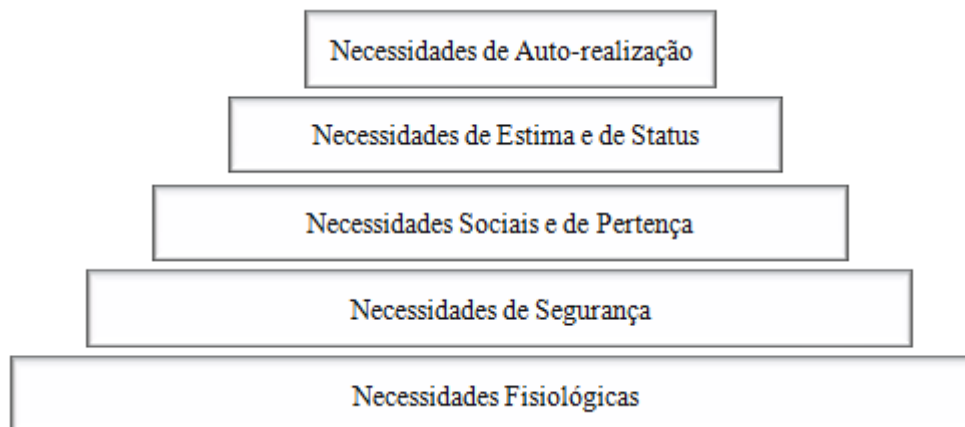 Necessidades de Auto-realização
Necessidades de Estima e de Status
Necessidades Sociais e de Pertença
Necessidades de Segurança
Necessidades Fisiológicas